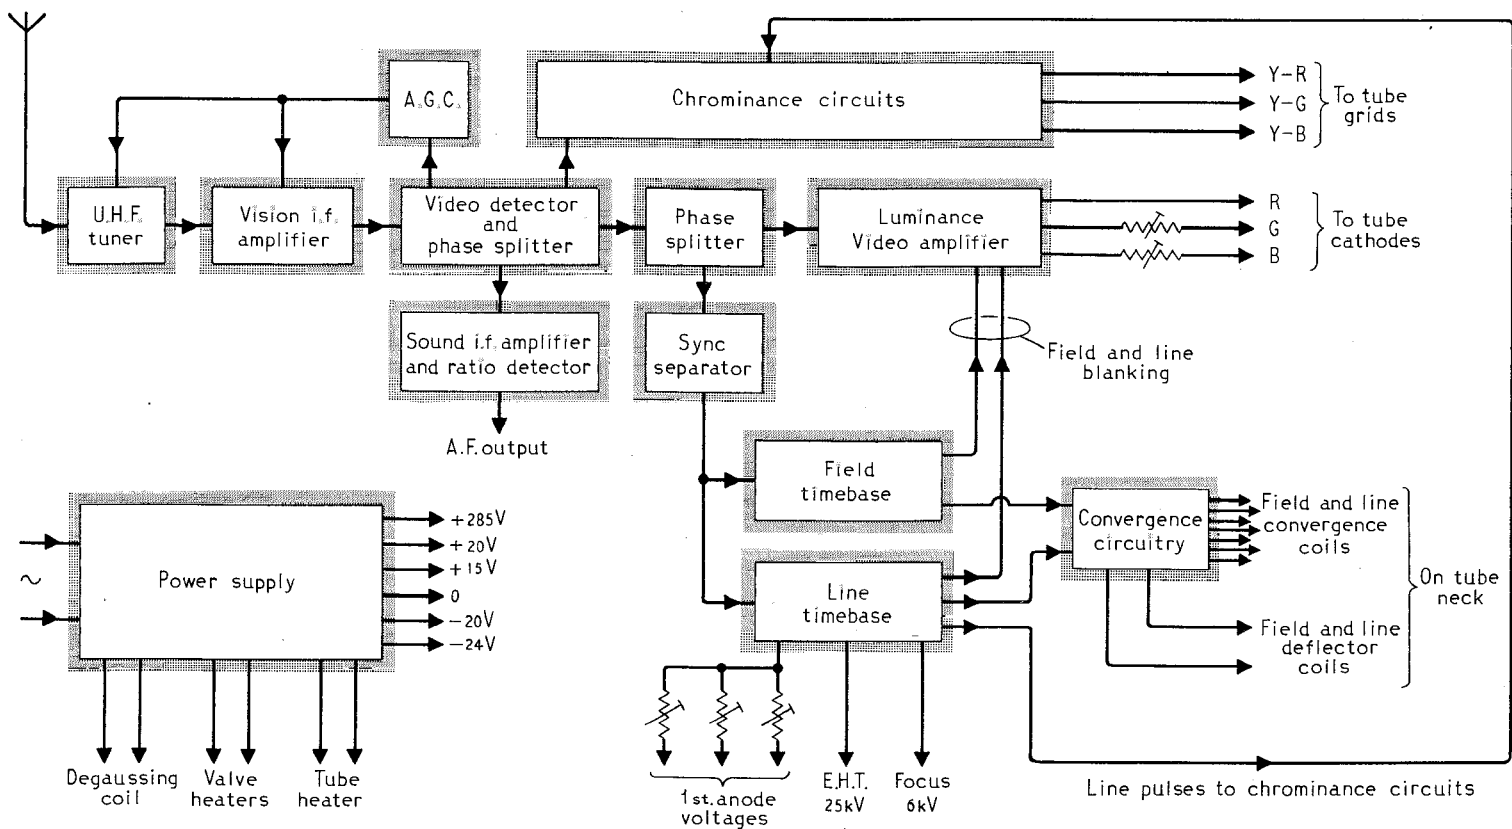 A.G.C.
Chrominance circuits
Y-R
Y-G
Y-B
To tube
grids
U.H.F.
tuner
Vision i.f.
amplifier
Video detector
and
phase splitter
Phase
splitter
Luminance
Video amplifier
R
G
B
To tube
cathodes
Sound i.f. amplifier
and ratio detector
Sync
separator
Field and line
blanking
A.F. output
Field
timebase
Convergence
circuitry
Field and line
convergence
coils
On tube
neck
Power supply
~
+285V
+20V
+15V
0
-20V
-24V
Line
timebase
Field and line
deflector
coils
Degaussing
coil
Valve
heaters
Tube
heater
1st. anode
voltages
E.H.T.
25kV
Focus
6kV
Line pulses to chrominance circuits